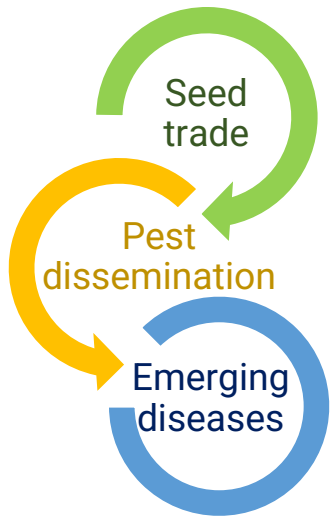 Seed
trade
Pest
dissemination
Emerging
diseases